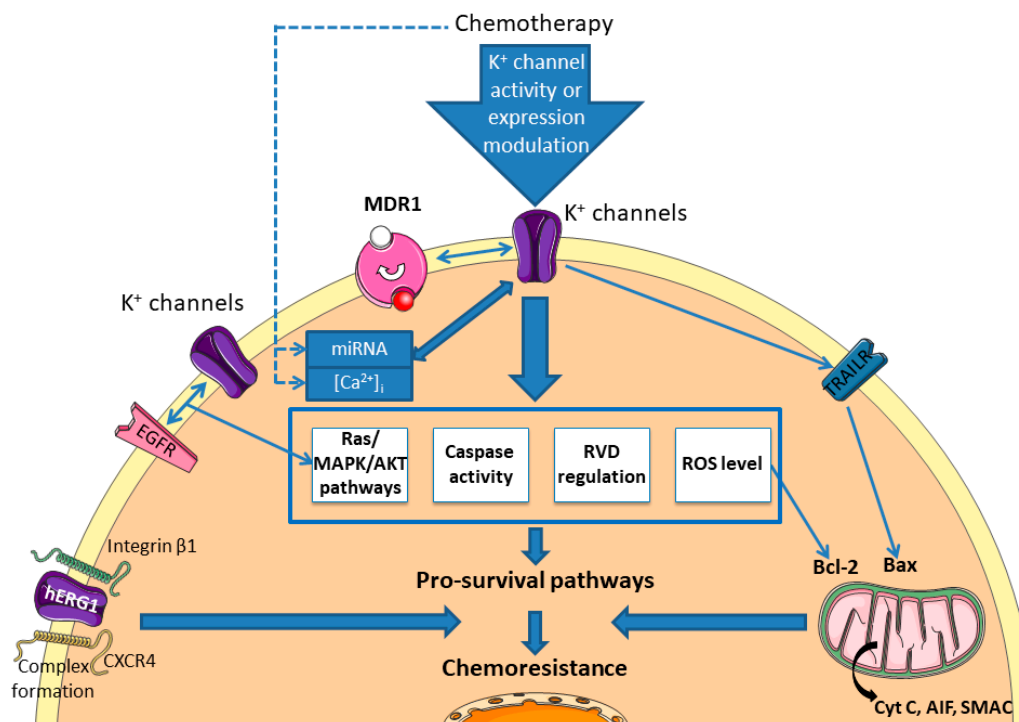 Chemotherapy
K⁺ channel
activity or
expression
modulation
MDR1
K⁺ channels
K⁺ channels
miRNA
[Ca²⁺]ᵢ
TRAILR
EGFR
Ras/
MAPK/AKT
pathways
Caspase
activity
RVD
regulation
ROS level
Integrin β1
hERG1
CXCR4
Complex
formation
Pro-survival pathways
Bcl-2
Bax
Chemoresistance
Cyt C, AIF, SMAC